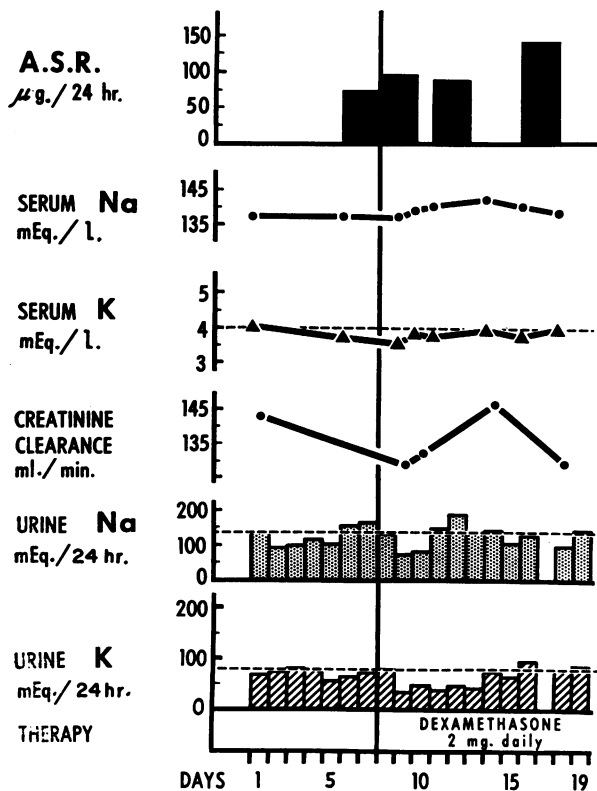 A.S.R.
μg./24 hr.
150
100
50
0
SERUM Na
mEq./l.
145
135
SERUM K
mEq./l.
5
4
3
CREATININE
CLEARANCE
ml./min.
145
135
URINE Na
mEq./24 hr.
200
100
0
URINE K
mEq./24hr.
200
100
0
THERAPY
DEXAMETHASONE
2 mg. daily
DAYS 1 5 10 15 19